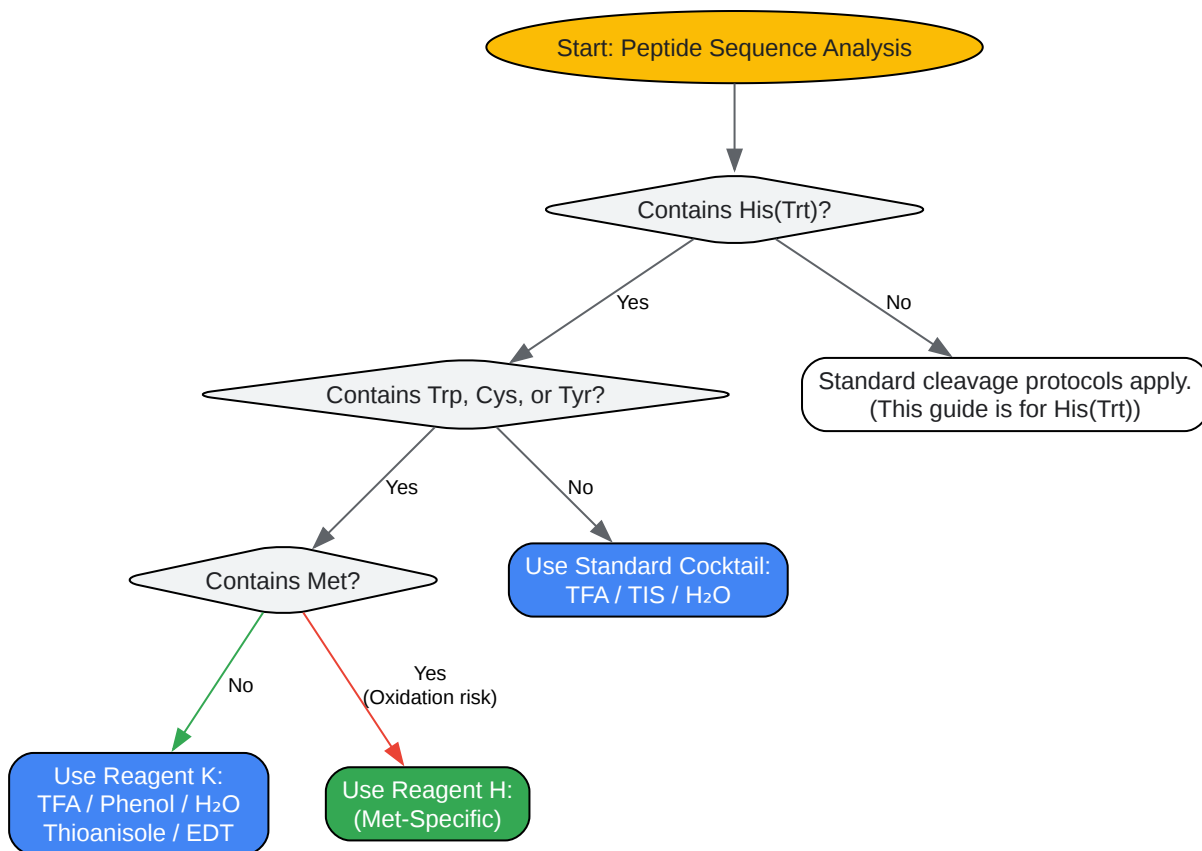 Start: Peptide Sequence Analysis
Contains His(Trt)?
Yes
No
Contains Trp, Cys, or Tyr?
Standard cleavage protocols apply.
(This guide is for His(Trt))
Yes
No
Contains Met?
Use Standard Cocktail:
TFA / TIS / H₂O
No
Yes
(Oxidation risk)
Use Reagent K:
TFA / Phenol / H₂O
Thioanisole / EDT
Use Reagent H:
(Met-Specific)